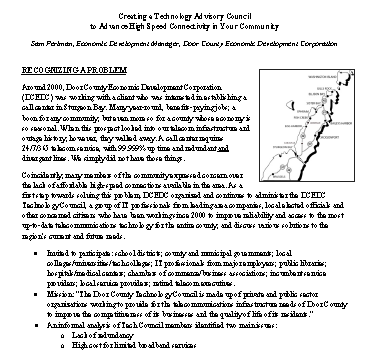 Creating a Technology Advisory Council
to Advance High Speed Connectivity in Your Community
Sam Perlman, Economic Development Manager, Door County Economic Development Corporation
RECOGNIZING A PROBLEM
Around 2000, Door County Economic Development Corporation
(DCEDC) was working with a client who was interested in establishing a
call center in Sturgeon Bay. Many year-round, benefits-paying jobs; a
boon for any community, but even more so for a county whose economy is
so seasonal. When this prospect looked into our telecom infrastructure and
outage history, however, they walked away. A call center requires
24/7/365 telecom service, with 99.999% up time and redundant and
divergent lines. We simply did not have those things.
Coincidently, many members of the community expressed concern over
the lack of affordable high-speed connections available in the area. As a
first step towards solving this problem, DCEDC organized and continues to administer the DCEDC
Technology Council, a group of IT professionals from leading area companies, local elected officials and
other concerned citizens who have been working since 2000 to improve reliability and access to the most
up-to-date telecommunications technology for the entire county, and discuss various solutions to the
region's current and future needs.
• Invited to participate: school districts; county and municipal governments; local
colleges/universities/tech colleges; IT professionals from major employers; public libraries;
hospitals/medical centers; chambers of commerce/business associations; incumbent service
providers; local service providers; retired telecom executives.
• Mission: "The Door County Technology Council is made up of private and public sector
organizations working to provide for the telecommunications infrastructure needs of Door County
to improve the competitiveness of its businesses and the quality of life of its residents."
• An informal analysis of Tech Council members identified two main issues:
o Lack of redundancy
o High cost for limited broadband services